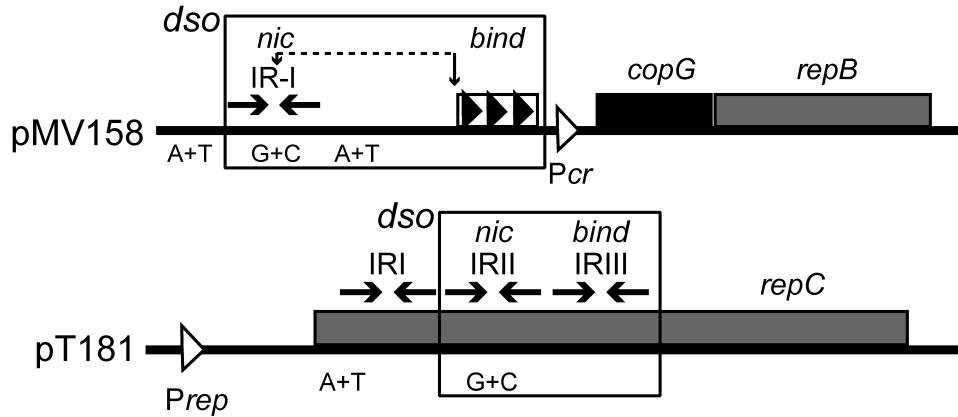 dso
nic bind
IR-I
copG repB
pMV158
A+T G+C A+T
Pcr
dso
nic bind
IRI IRII IRIII
repC
pT181
A+T G+C
Prep